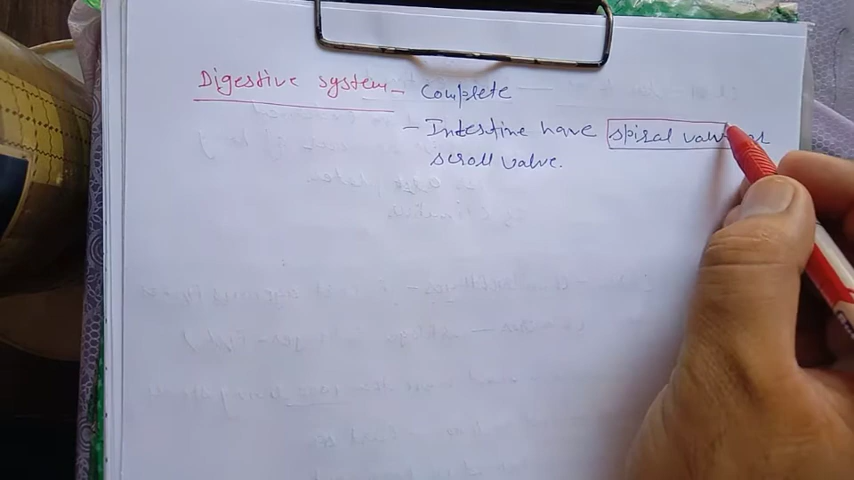 Digestive system - Complete
- Intestine have spiral valve or
scroll valve.